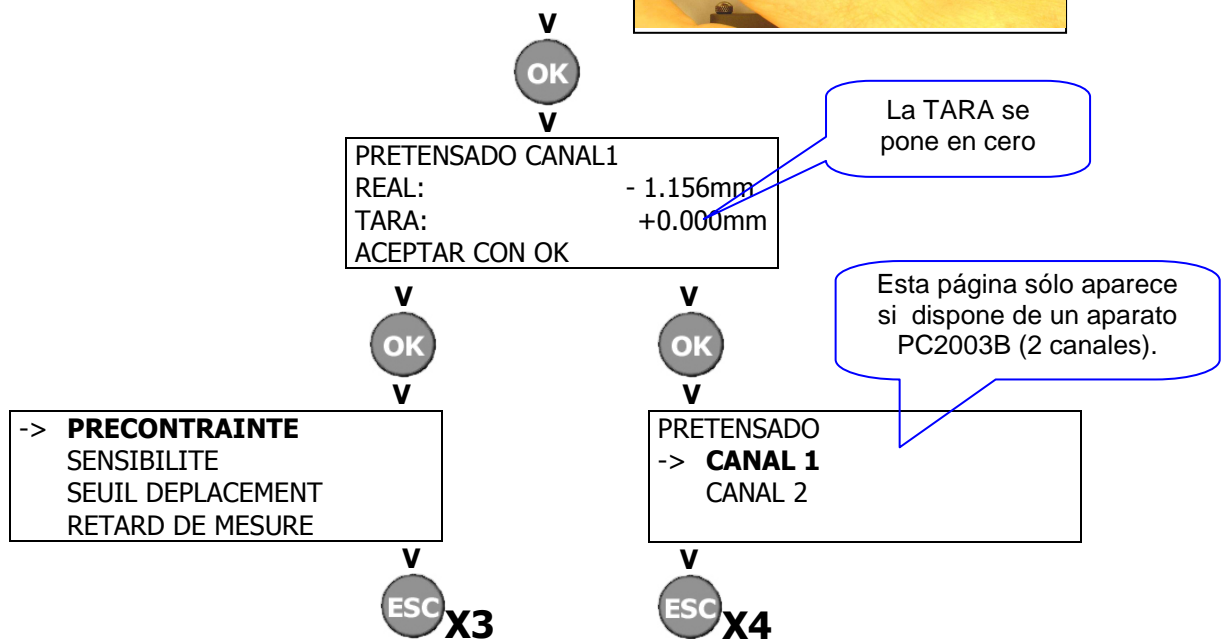 V
OK
V
La TARA se
pone en cero
PRETENSADO CANAL1
REAL: - 1.156mm
TARA: +0.000mm
ACEPTAR CON OK
Esta página sólo aparece
si dispone de un aparato
PC2003B (2 canales).
V
OK
V
-> PRECONTRAINTE
SENSIBILITE
SEUIL DEPLACEMENT
RETARD DE MESURE
V
ESC X3
V
OK
V
PRETENSADO
-> CANAL 1
CANAL 2
V
ESC X4